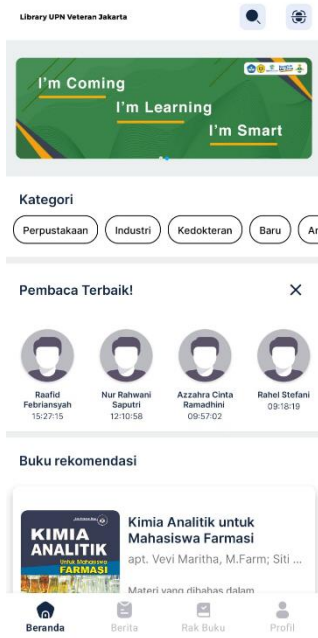 Library UPN Veteran Jakarta
I'm Coming
I'm Learning
I'm Smart
Kategori
Perpustakaan
Industri
Kedokteran
Baru
Pembaca Terbaik!
Raafid
Febriansyah
15:27:15
Nur Rahwani
Saputri
12:10:58
Azzahra Cinta
Ramadhini
09:57:02
Rahel Stefani
09:18:19
Buku rekomendasi
KIMIA
ANALITIK
Untuk Mahasiswa
FARMASI
Kimia Analitik untuk
Mahasiswa Farmasi
apt. Vevi Maritha, M.Farm; Siti ...
Materi yang dibahas dalam
Beranda
Berita
Rak Buku
Profil